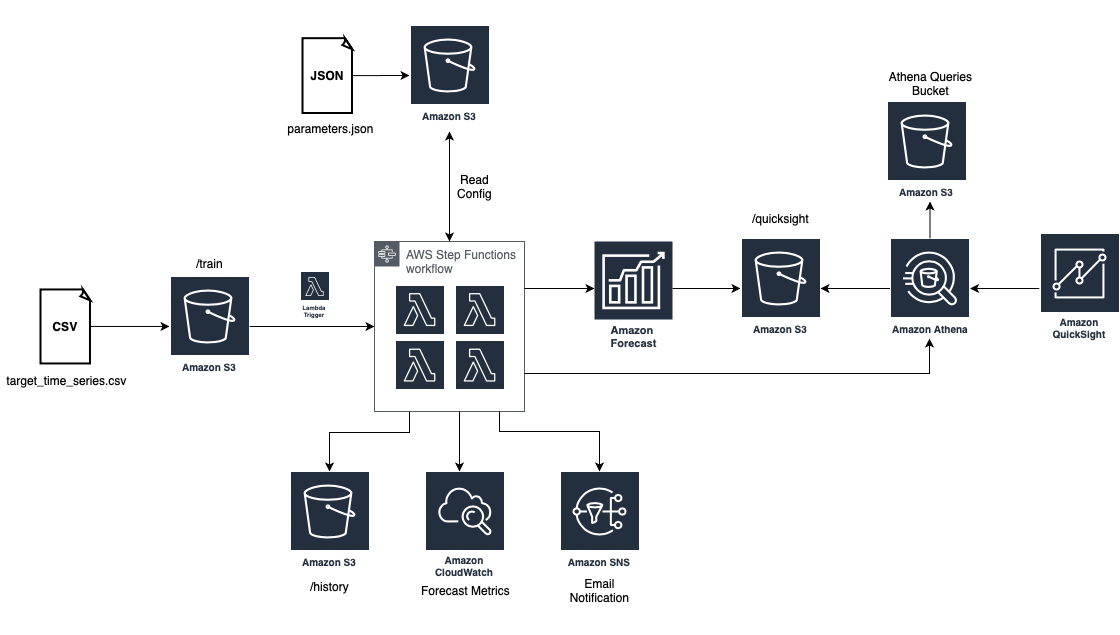 JSON
parameters.json
Amazon S3
Athena Queries
Bucket
Amazon S3
Read
Config
/quicksight
AWS Step Functions
workflow
/train
Lambda
Trigger
CSV
target_time_series.csv
Amazon S3
Amazon
Forecast
Amazon S3
Amazon Athena
Amazon
QuickSight
Amazon S3
/history
Amazon
CloudWatch
Forecast Metrics
Amazon SNS
Email
Notification